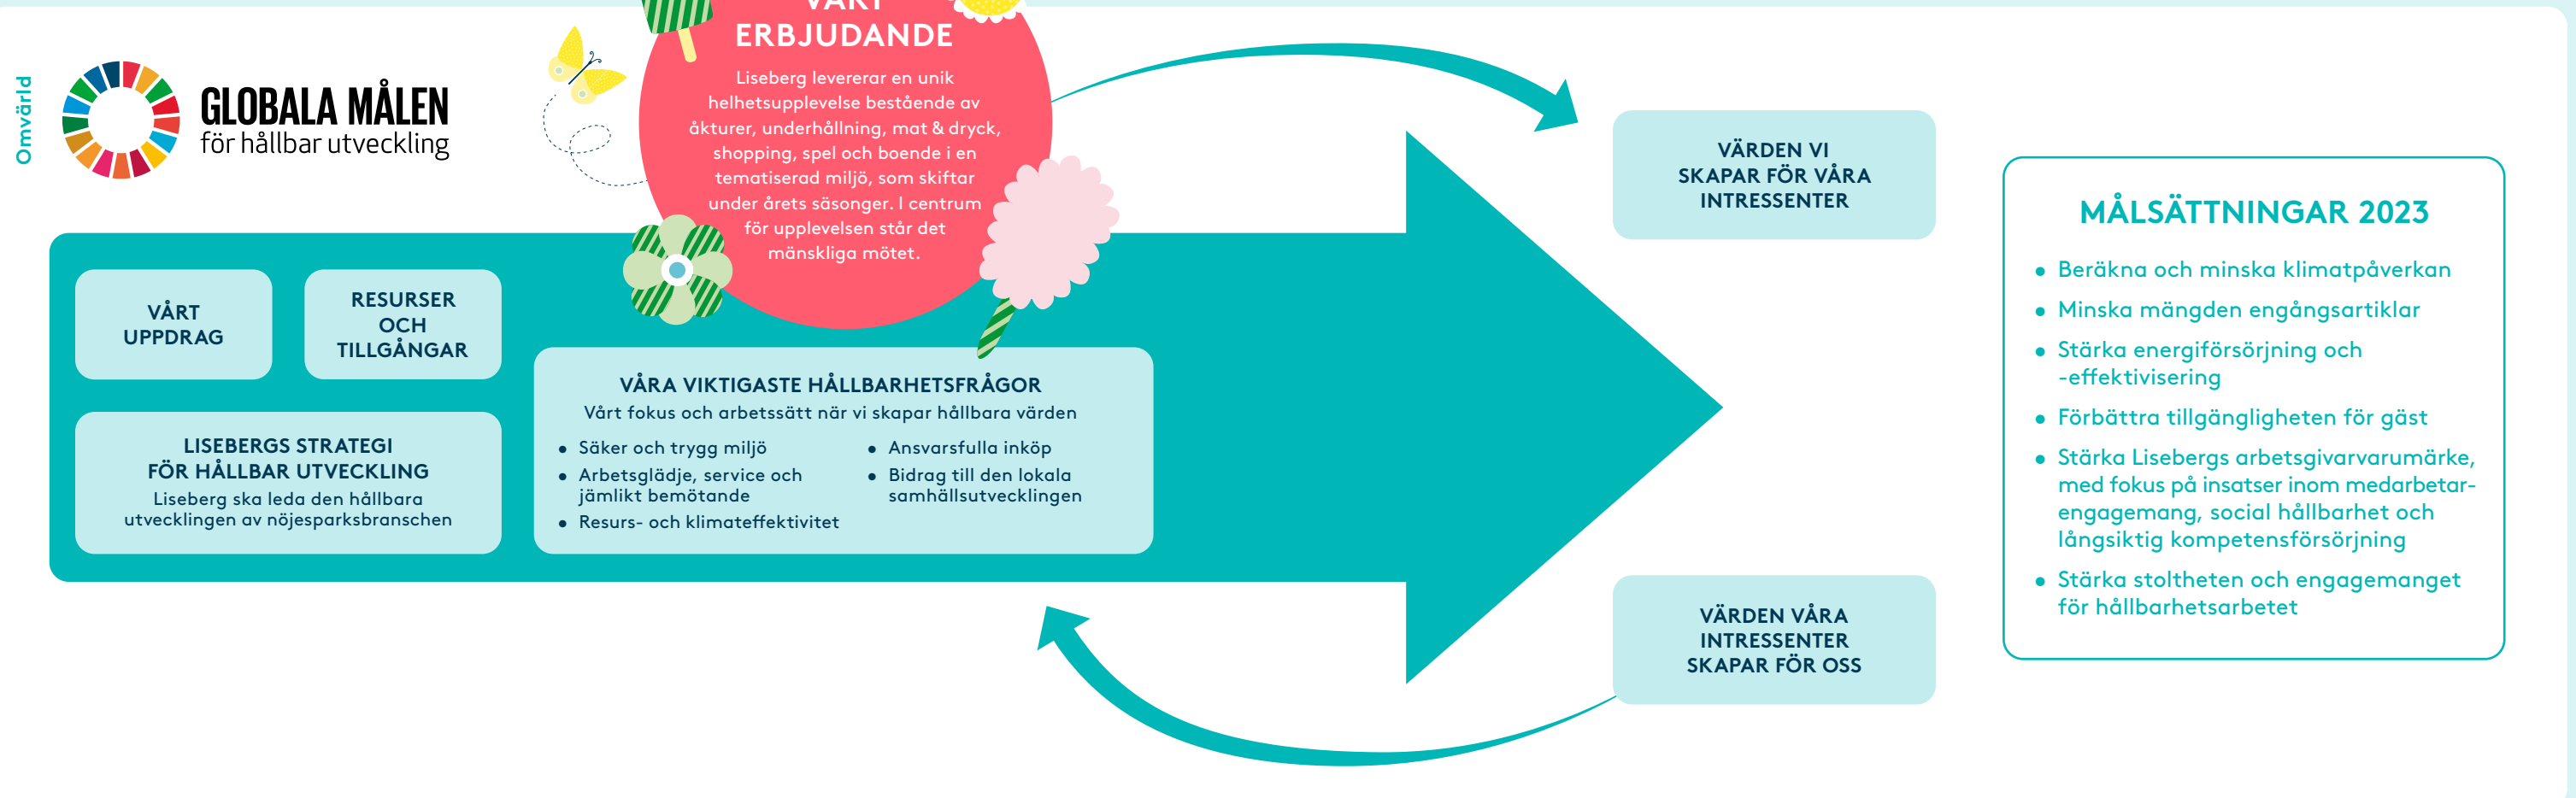 Omvärld
GLOBALA MÅLEN
för hållbar utveckling
VÅRT
ERBJUDANDE
Liseberg levererar en unik
helhetsupplevelse bestående av
åkturer, underhållning, mat & dryck,
shopping, spel och boende i en
tematiserad miljö, som skiftar
under årets säsonger. I centrum
för upplevelsen står det
mänskliga mötet.
VÅRT
UPPDRAG
RESURSER
OCH
TILLGÅNGAR
LISEBERGS STRATEGI
FÖR HÅLLBAR UTVECKLING
Liseberg ska leda den hållbara
utvecklingen av nöjesparksbranschen
VÅRA VIKTIGASTE HÅLLBARHETSFRÅGOR
Vårt fokus och arbetssätt när vi skapar hållbara värden
• Säker och trygg miljö
• Arbetsglädje, service och
jämlikt bemötande
• Resurs- och klimateffektivitet
• Ansvarsfulla inköp
• Bidrag till den lokala
samhällsutvecklingen
VÄRDEN VI
SKAPAR FÖR VÅRA
INTRESSENTER
VÄRDEN VÅRA
INTRESSENTER
SKAPAR FÖR OSS
MÅLSÄTTNINGAR 2023
• Beräkna och minska klimatpåverkan
• Minska mängden engångsartiklar
• Stärka energiförsörjning och
-effektivisering
• Förbättra tillgängligheten för gäst
• Stärka Lisebergs arbetsgivarvarumärke,
med fokus på insatser inom medarbetar-
engagemang, social hållbarhet och
långsiktig kompetensförsörjning
• Stärka stoltheten och engagemanget
för hållbarhetsarbetet